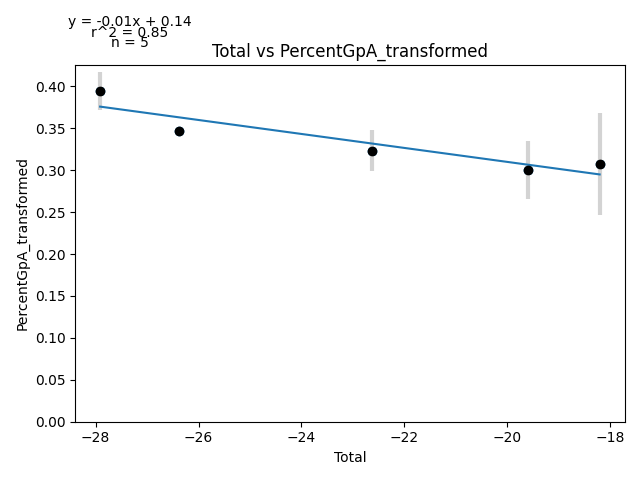 y = -0.01x + 0.14
r^2 = 0.85
n = 5
Total vs PercentGpA_transformed
0.40
0.35
0.30
0.25
0.20
0.15
0.10
0.05
0.00
PercentGpA_transformed
−28
−26
−24
−22
−20
−18
Total